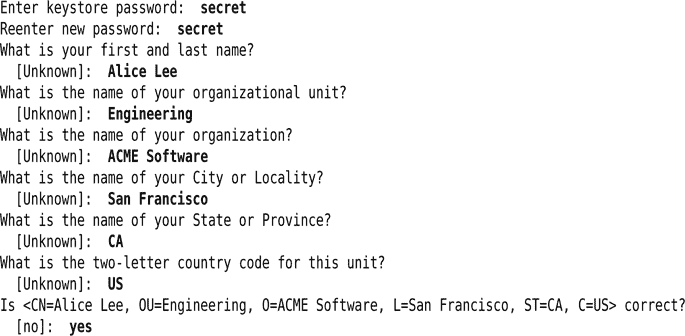 Enter keystore password:  secret
Reenter new password:  secret
What is your first and last name?
  [Unknown]:  Alice Lee
What is the name of your organizational unit?
  [Unknown]:  Engineering
What is the name of your organization?
  [Unknown]:  ACME Software
What is the name of your City or Locality?
  [Unknown]:  San Francisco
What is the name of your State or Province?
  [Unknown]:  CA
What is the two-letter country code for this unit?
  [Unknown]:  US
Is <CN=Alice Lee, OU=Engineering, O=ACME Software, L=San Francisco, ST=CA, C=US> correct?
  [no]:  yes